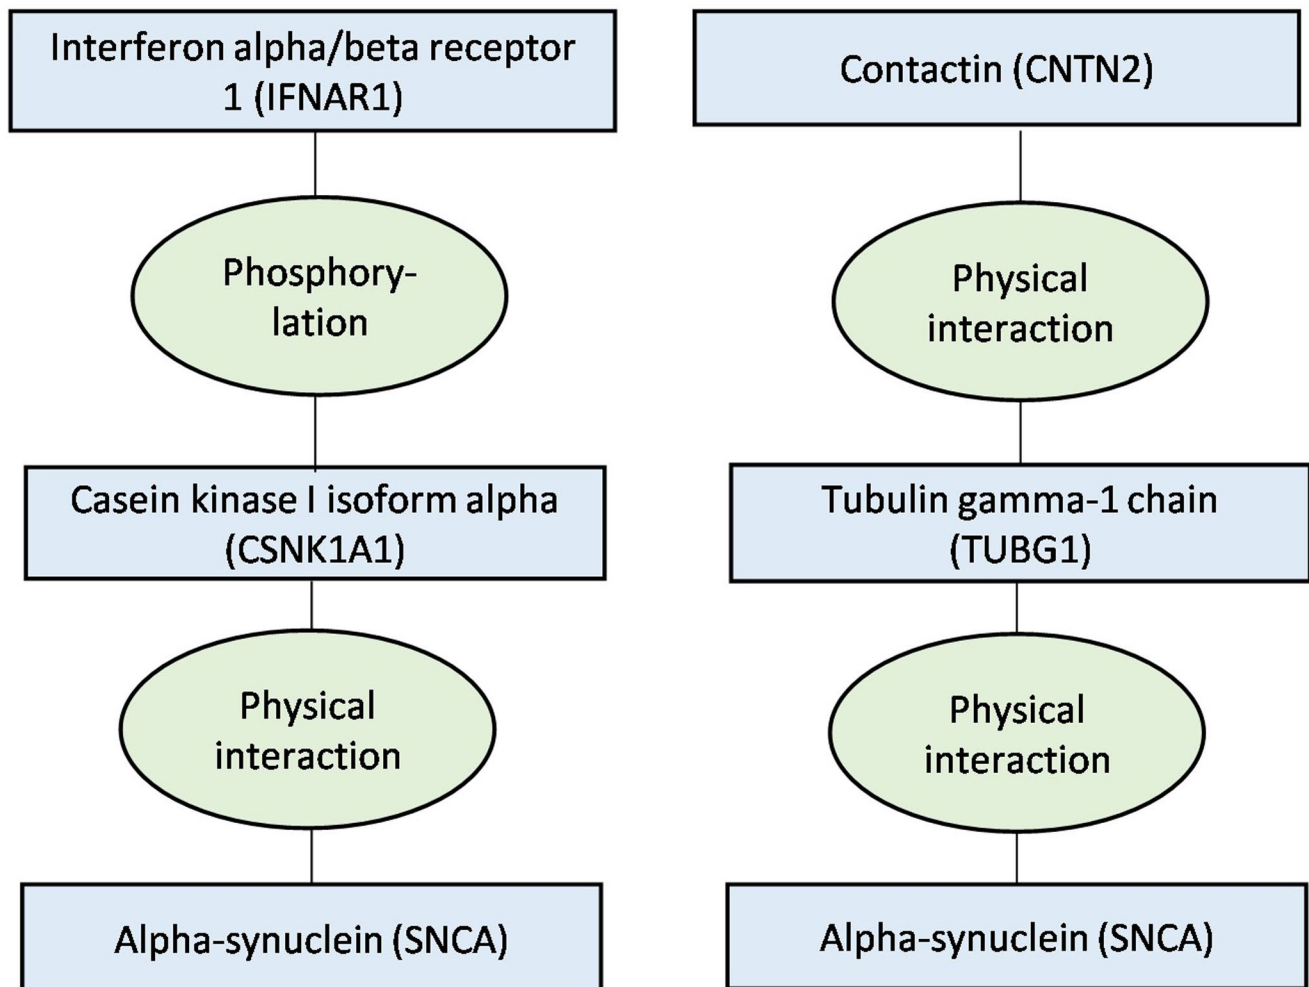 Interferon alpha/beta receptor
1 (IFNAR1)
Phosphory-
lation
Casein kinase I isoform alpha
(CSNK1A1)
Physical
interaction
Alpha-synuclein (SNCA)
Contactin (CNTN2)
Physical
interaction
Tubulin gamma-1 chain
(TUBG1)
Physical
interaction
Alpha-synuclein (SNCA)